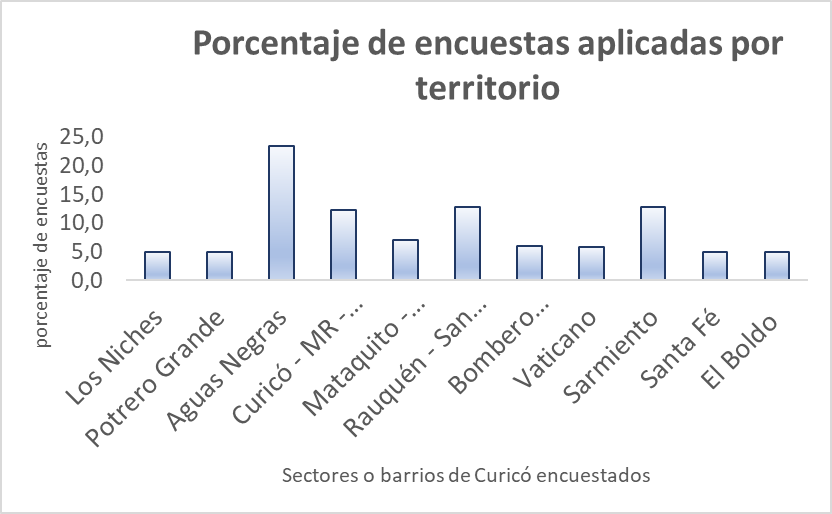 Porcentaje de encuestas aplicadas por
territorio
porcentaje de encuestas
25,0
20,0
15,0
10,0
5,0
0,0
Los Niches
Potrero Grande
Aguas Negras
Curicó - MR -...
Mataquito -...
Rauquén - San...
Bombero...
Vaticano
Sarmiento
Santa Fé
El Boldo
Sectores o barrios de Curicó encuestados